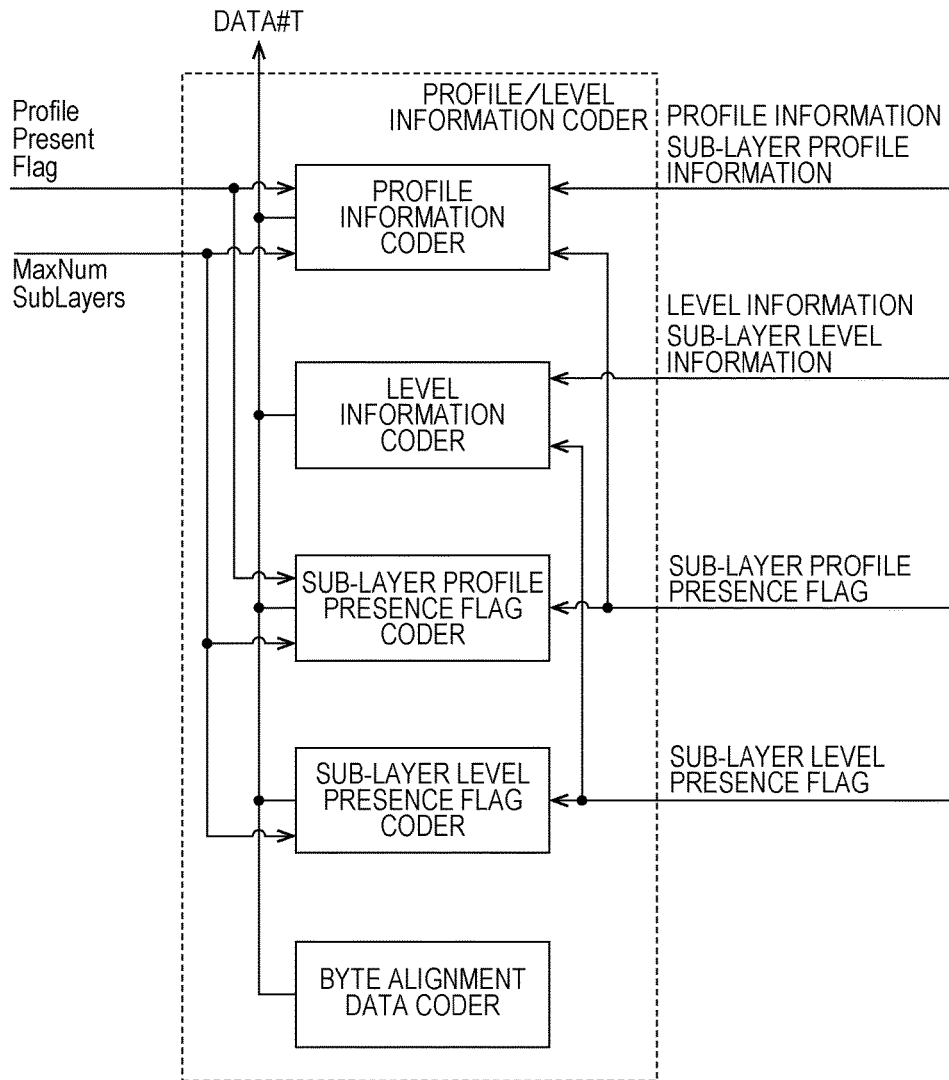 DATA#T
Profile
Present
Flag
PROFILE/LEVEL
INFORMATION CODER
PROFILE INFORMATION
SUB-LAYER PROFILE
INFORMATION
PROFILE
INFORMATION
CODER
MaxNum
SubLayers
LEVEL INFORMATION
SUB-LAYER LEVEL
INFORMATION
LEVEL
INFORMATION
CODER
SUB-LAYER PROFILE
PRESENCE FLAG
CODER
SUB-LAYER PROFILE
PRESENCE FLAG
SUB-LAYER LEVEL
PRESENCE FLAG
CODER
SUB-LAYER LEVEL
PRESENCE FLAG
BYTE ALIGNMENT
DATA CODER